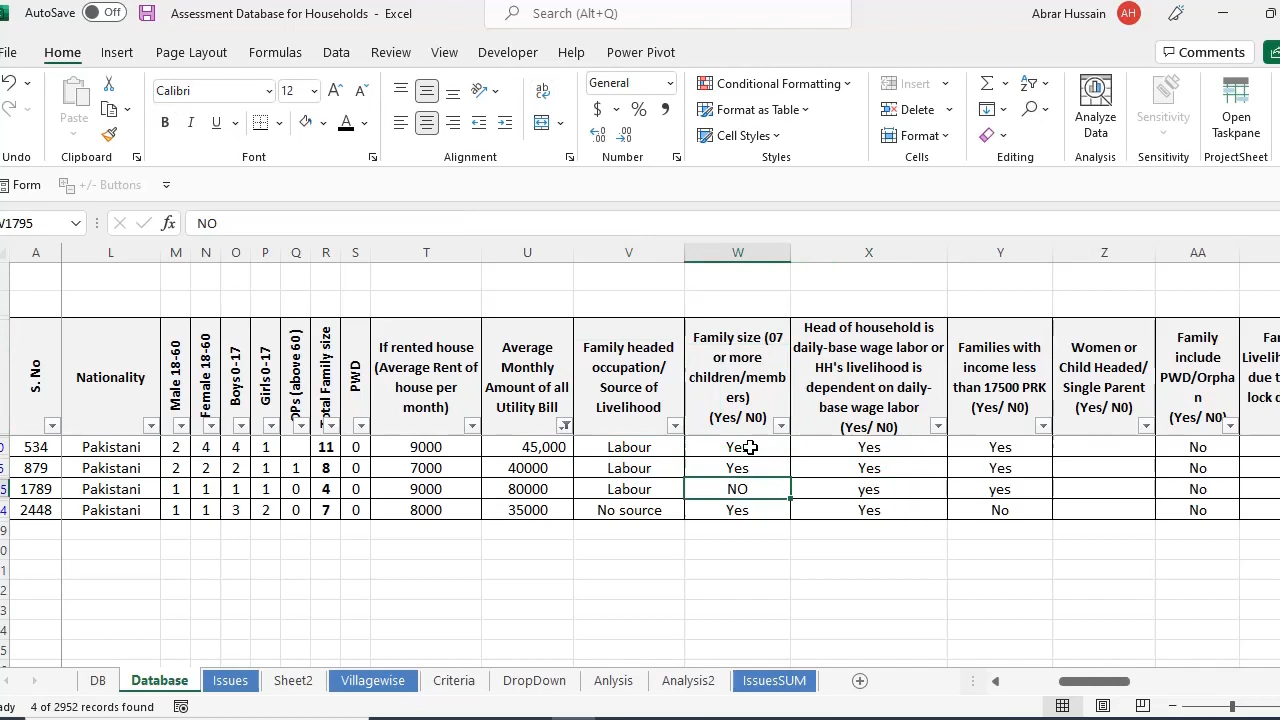 AutoSave Off Assessment Database for Households - Excel Search (Alt+Q) Abrar Hussain AH
File Home Insert Page Layout Formulas Data Review View Developer Help Power Pivot Comments
Calibri 12 General Conditional Formatting Insert
Paste B I U $ % Format as Table Delete Analyze Data Sensitivity Open Taskpane
Cell Styles Format
Undo Clipboard Font Alignment Number Styles Cells Editing Analysis Sensitivity ProjectSheet
Form +/- Buttons
W1795 fx NO
A L M N O P Q R S T U V W X Y Z AA
S. No
Nationality
Male 18-60
Female 18-60
Boys 0-17
Girls 0-17
OPs (above 60)
Total Family size
PWD
If rented house
(Average Rent of
house per
month)
Average
Monthly
Amount of all
Utility Bill
Family headed
occupation/
Source of
Livelihood
Family size (07
or more
children/memb
ers)
(Yes/ N0)
Head of household is
daily-base wage labor or
HH's livelihood is
dependent on daily-
base wage labor
(Yes/ N0)
Families with
income less
than 17500 PRK
(Yes/ N0)
Women or
Child Headed/
Single Parent
(Yes/ N0)
Family
include
PWD/Orpha
n
(Yes/ N0)
534 Pakistani 2 4 4 1 11 0 9000 45,000 Labour Yes Yes Yes No
879 Pakistani 2 2 2 1 1 8 0 7000 40000 Labour Yes Yes Yes No
1789 Pakistani 1 1 1 1 0 4 0 9000 80000 Labour NO yes yes No
2448 Pakistani 1 1 3 2 0 7 0 8000 35000 No source Yes Yes No No
DB Database Issues Sheet2 Villagewise Criteria DropDown Anlysis Analysis2 IssuesSUM
4 of 2952 records found